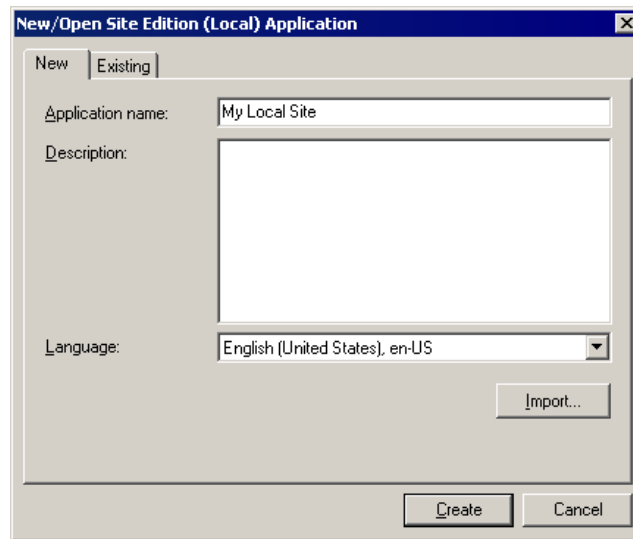 New/Open Site Edition (Local) Application
New
Existing
Application name:
My Local Site
Description:
Language:
English (United States), en-US
Import...
Create
Cancel